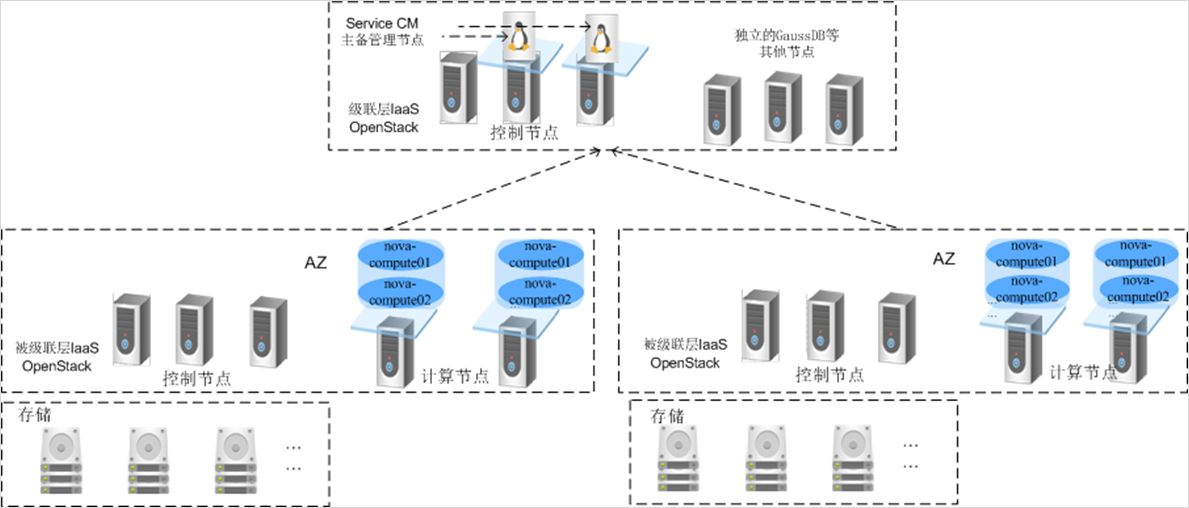 Service CM
主备管理节点
独立的GaussDB等
其他节点
级联层IaaS
OpenStack
控制节点
AZ
nova-
compute01
nova-
compute02
nova-
compute01
nova-
compute02
...
被级联层IaaS
OpenStack
控制节点
计算节点
AZ
nova-
compute01
nova-
compute02
...
...
nova-
compute01
nova-
compute02
...
...
被级联层IaaS
OpenStack
控制节点
计算节点
存储
...
...
存储
...
...